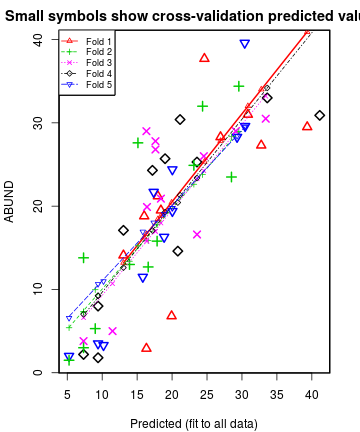 Small symbols show cross-validation predicted valu
Fold 1
Fold 2
Fold 3
Fold 4
Fold 5
ABUND
40
30
20
10
0
5 10 15 20 25 30 35 40
Predicted (fit to all data)